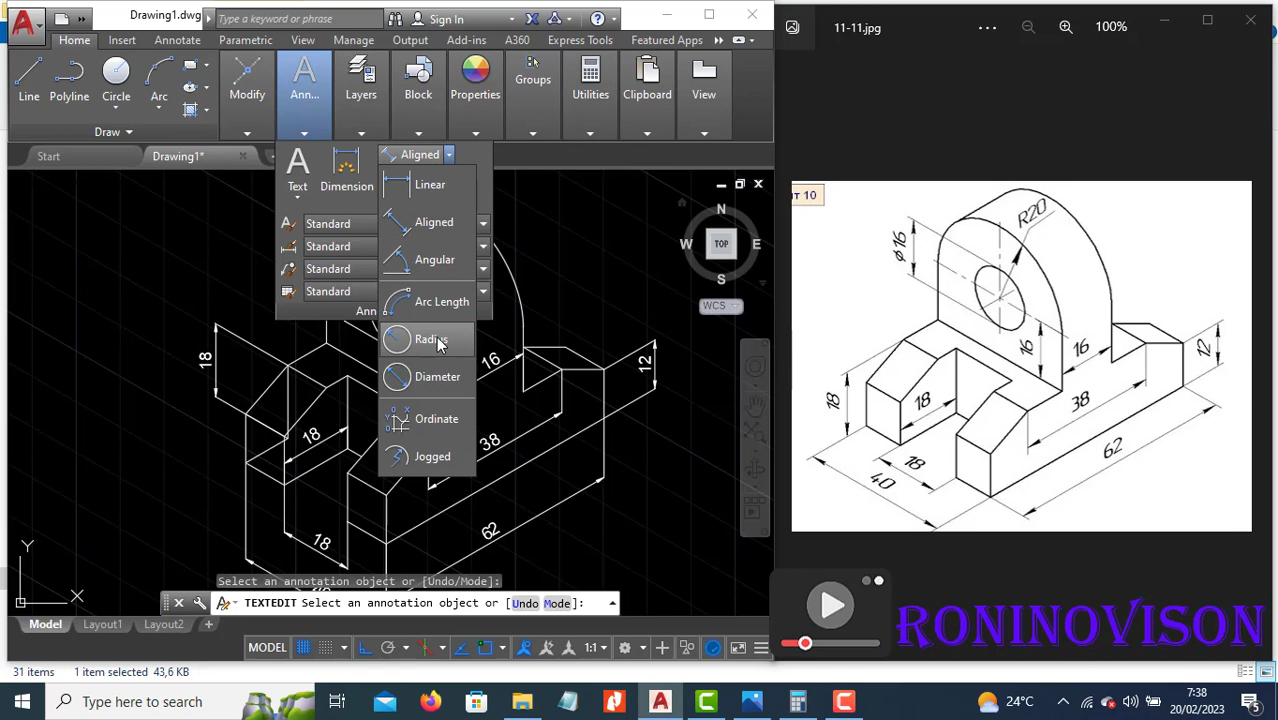 Drawing1.dwg
Type a keyword or phrase
Sign In
Home Insert Annotate Parametric View Manage Output Add-ins A360 Express Tools Featured Apps
Line Polyline Circle Arc Modify Ann... Layers Block Properties Groups Utilities Clipboard View
Draw
Start Drawing1*
Text Dimension
Aligned
Linear
Aligned
Angular
Arc Length
Radius
Diameter
Ordinate
Jogged
Standard
Standard
Standard
Standard
Ann
N
W TOP E
S
WCS
18
16
12
18
38
18
62
Y
X
Select an annotation object or [Undo/Mode]:
TEXTEDIT Select an annotation object or [Undo Mode]:
Model Layout1 Layout2 +
MODEL 1:1
31 items 1 item selected 43,6 KB
11-11.jpg
100%
нт 10
R20
ϕ16
16
16
12
18
18
38
18
62
40
RONINOVISON
Type here to search
24°C
7:38
20/02/2023
5